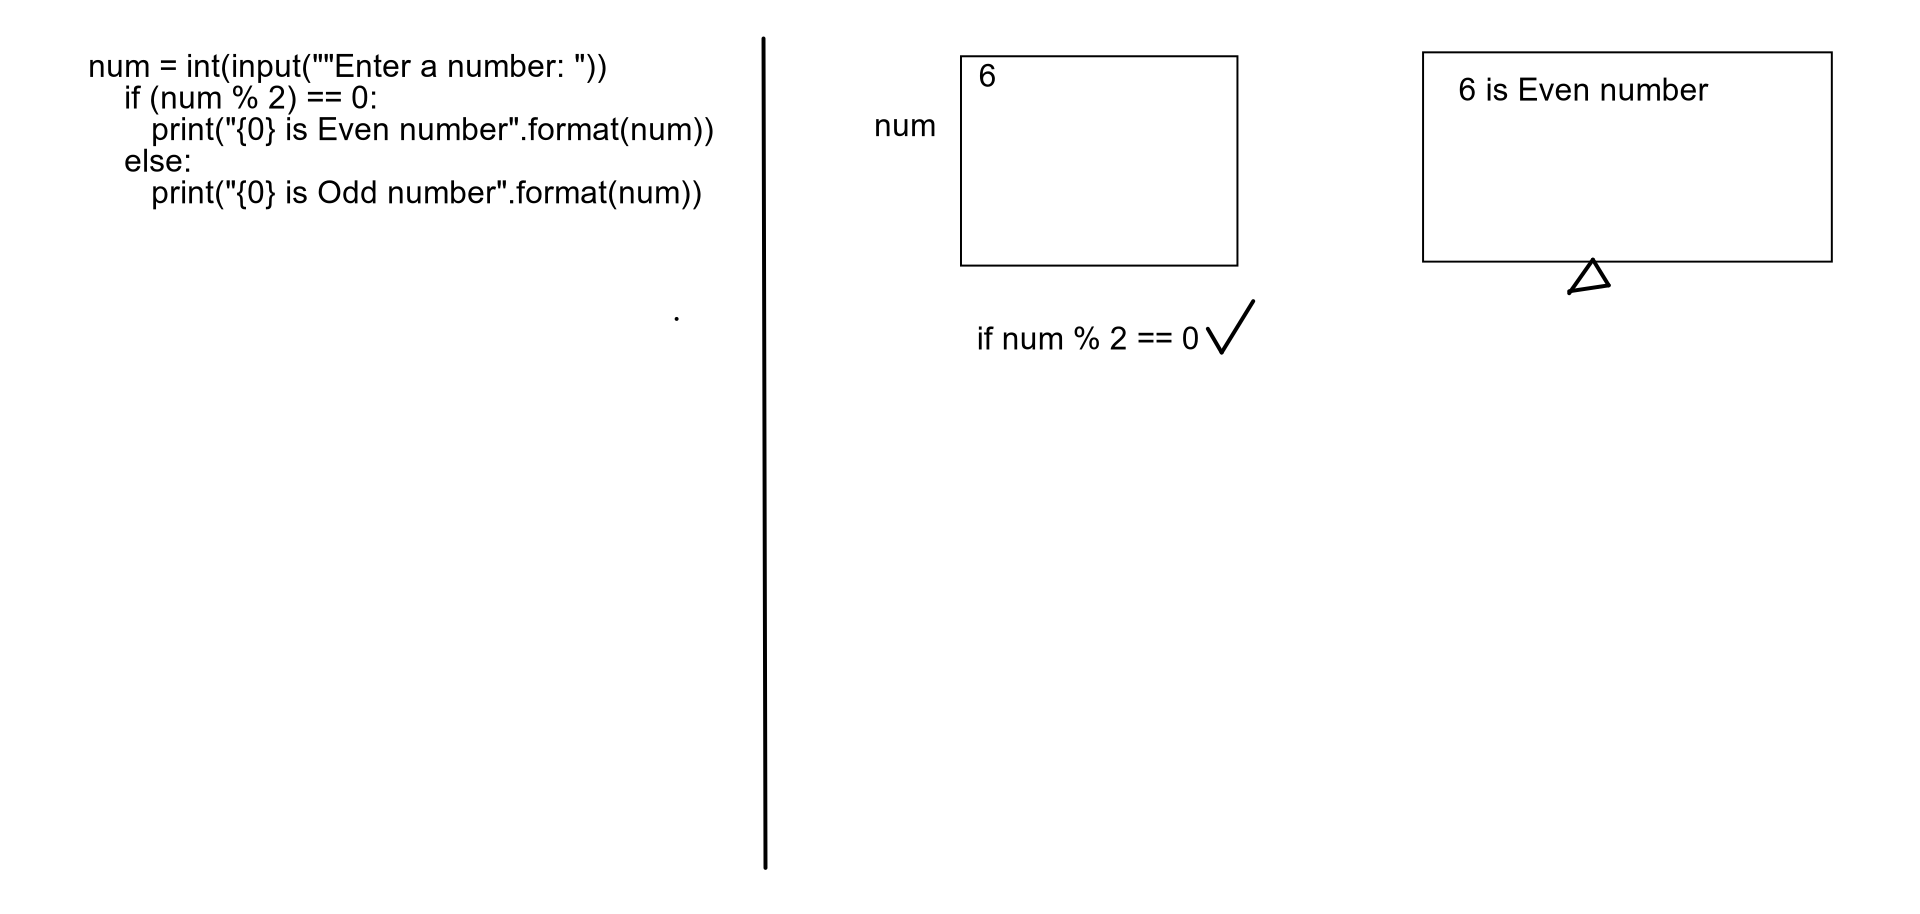 num = int(input(""Enter a number: "))
if (num % 2) == 0:
print("{0} is Even number".format(num))
else:
print("{0} is Odd number".format(num))
num
6
if num % 2 == 0
6 is Even number